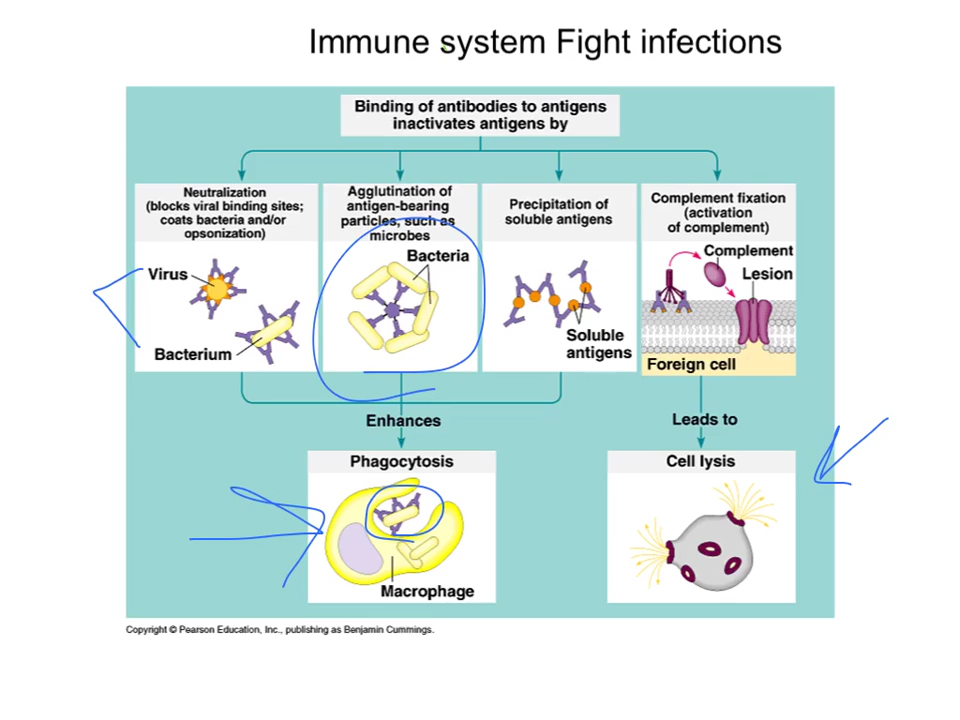 Immune system Fight infections
Binding of antibodies to antigens
inactivates antigens by
Neutralization
(blocks viral binding sites;
coats bacteria and/or
opsonization)
Agglutination of
antigen-bearing
particles, such as
microbes
Precipitation of
soluble antigens
Complement fixation
(activation
of complement)
Virus
Bacterium
Bacteria
Soluble
antigens
Complement
Lesion
Foreign cell
Enhances
Leads to
Phagocytosis
Macrophage
Cell lysis
Copyright © Pearson Education, Inc., publishing as Benjamin Cummings.